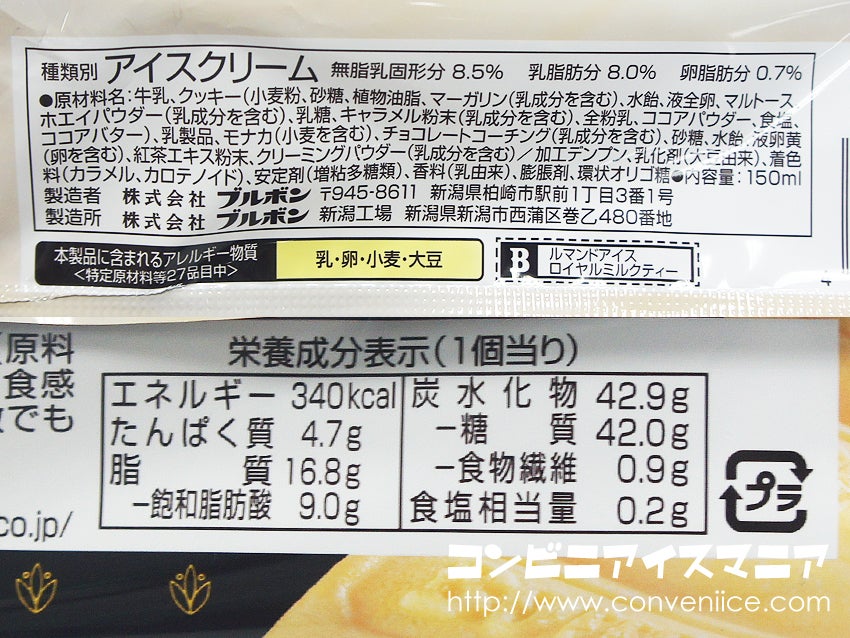 種類別 アイスクリーム 無脂乳固形分 8.5% 乳脂肪分 8.0% 卵脂肪分 0.7%
●原材料名:牛乳、クッキー(小麦粉、砂糖、植物油脂、マーガリン(乳成分を含む)、水飴、液全卵、マルトース
ホエイパウダー(乳成分を含む)、乳糖、キャラメル粉末(乳成分を含む)、全粉乳、ココアパウダー、食塩、
ココアバター)、乳製品、モナカ(小麦を含む)、チョコレートコーチング(乳成分を含む)、砂糖、水飴、液卵黄
(卵を含む)、紅茶エキス粉末、クリーミングパウダー(乳成分を含む)/加工デンプン、乳化剤(大豆由来)、着色
料(カラメル、カロテノイド)、安定剤(増粘多糖類)、香料(乳由来)、膨脹剤、環状オリゴ糖●内容量:150ml
製造者 株式会社 ブルボン 〒945-8611 新潟県柏崎市駅前1丁目3番1号
製造所 株式会社 ブルボン 新潟工場 新潟県新潟市西蒲区巻乙480番地
本製品に含まれるアレルギー物質
<特定原材料等27品目中>
乳・卵・小麦・大豆
B
ルマンドアイス
ロイヤルミルクティー
4
原料
食感
でも
co.jp/
栄養成分表示(1個当り)
エネルギー 340kcal 炭水化物 42.9g
たんぱく質 4.7g －糖質 42.0g
脂質 16.8g －食物繊維 0.9g
－飽和脂肪酸 9.0g 食塩相当量 0.2g
プラ
コンビニアイスマニア
http://www.conveniice.com/